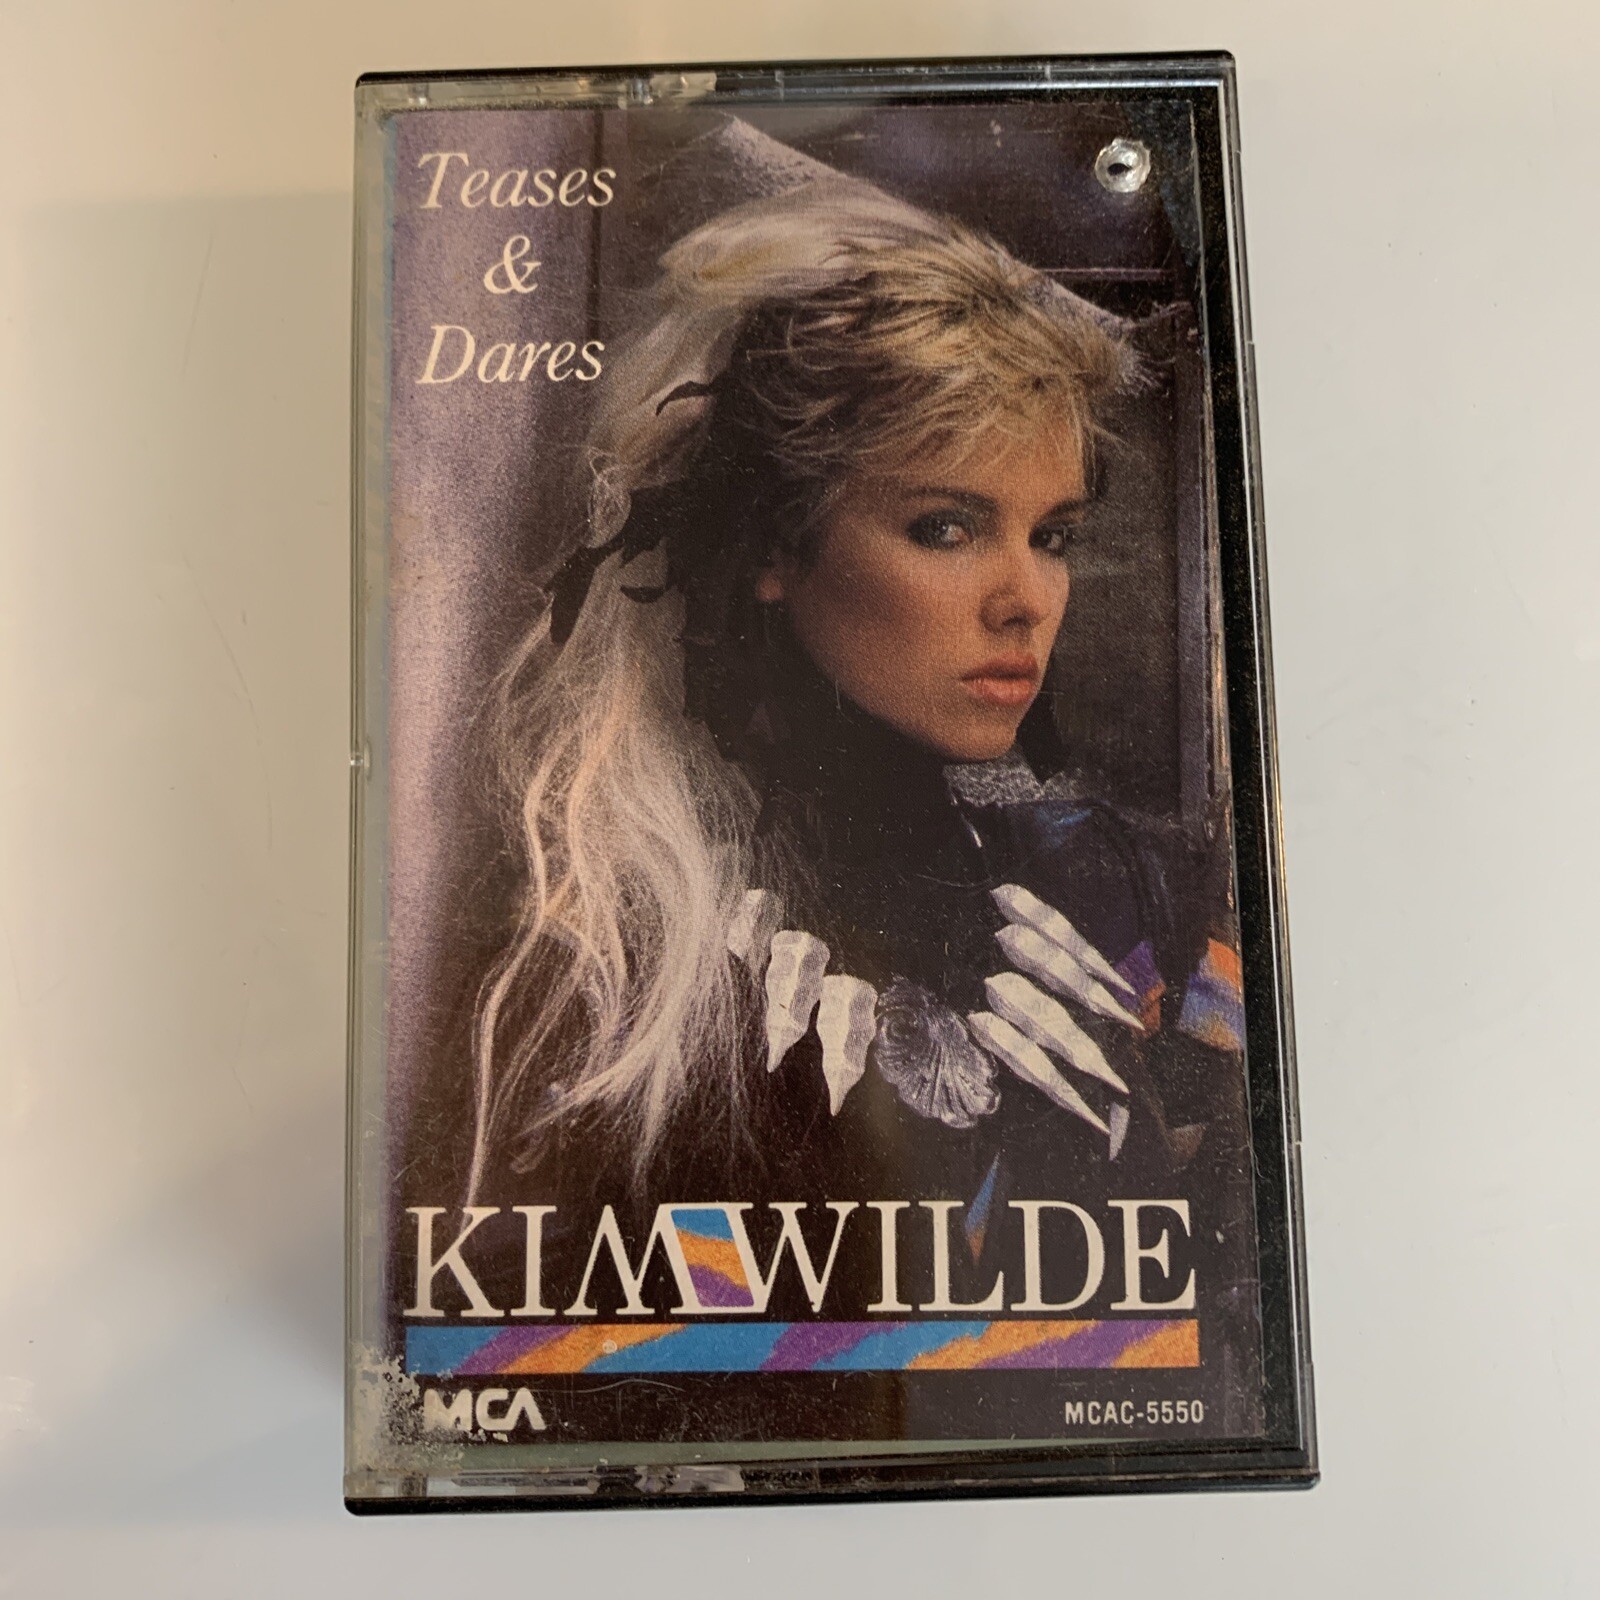 Teases
&
Dares
KIM WILDE
MCA
MCAC-5550